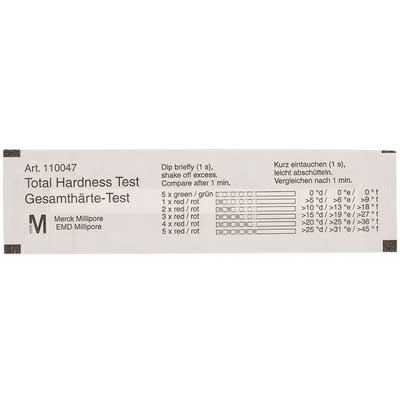 Art. 110047
Total Hardness Test
Gesamthärte-Test
M
Merck Millipore
EMD Millipore
Dip briefly (1 s),
shake off excess.
Compare after 1 min.
Kurz eintauchen (1 s),
leicht abschütteln.
Vergleichen nach 1 min.
5 x green / grün 0 °d / 0 °e / 0 °f
1 x red / rot >5 °d / >6 °e / >9 °f
2 x red / rot >10 °d / >13 °e / >18 °f
3 x red / rot >15 °d / >19 °e / >27 °f
4 x red / rot >20 °d / >25 °e / >36 °f
5 x red / rot >25 °d / >31 °e / >45 °f